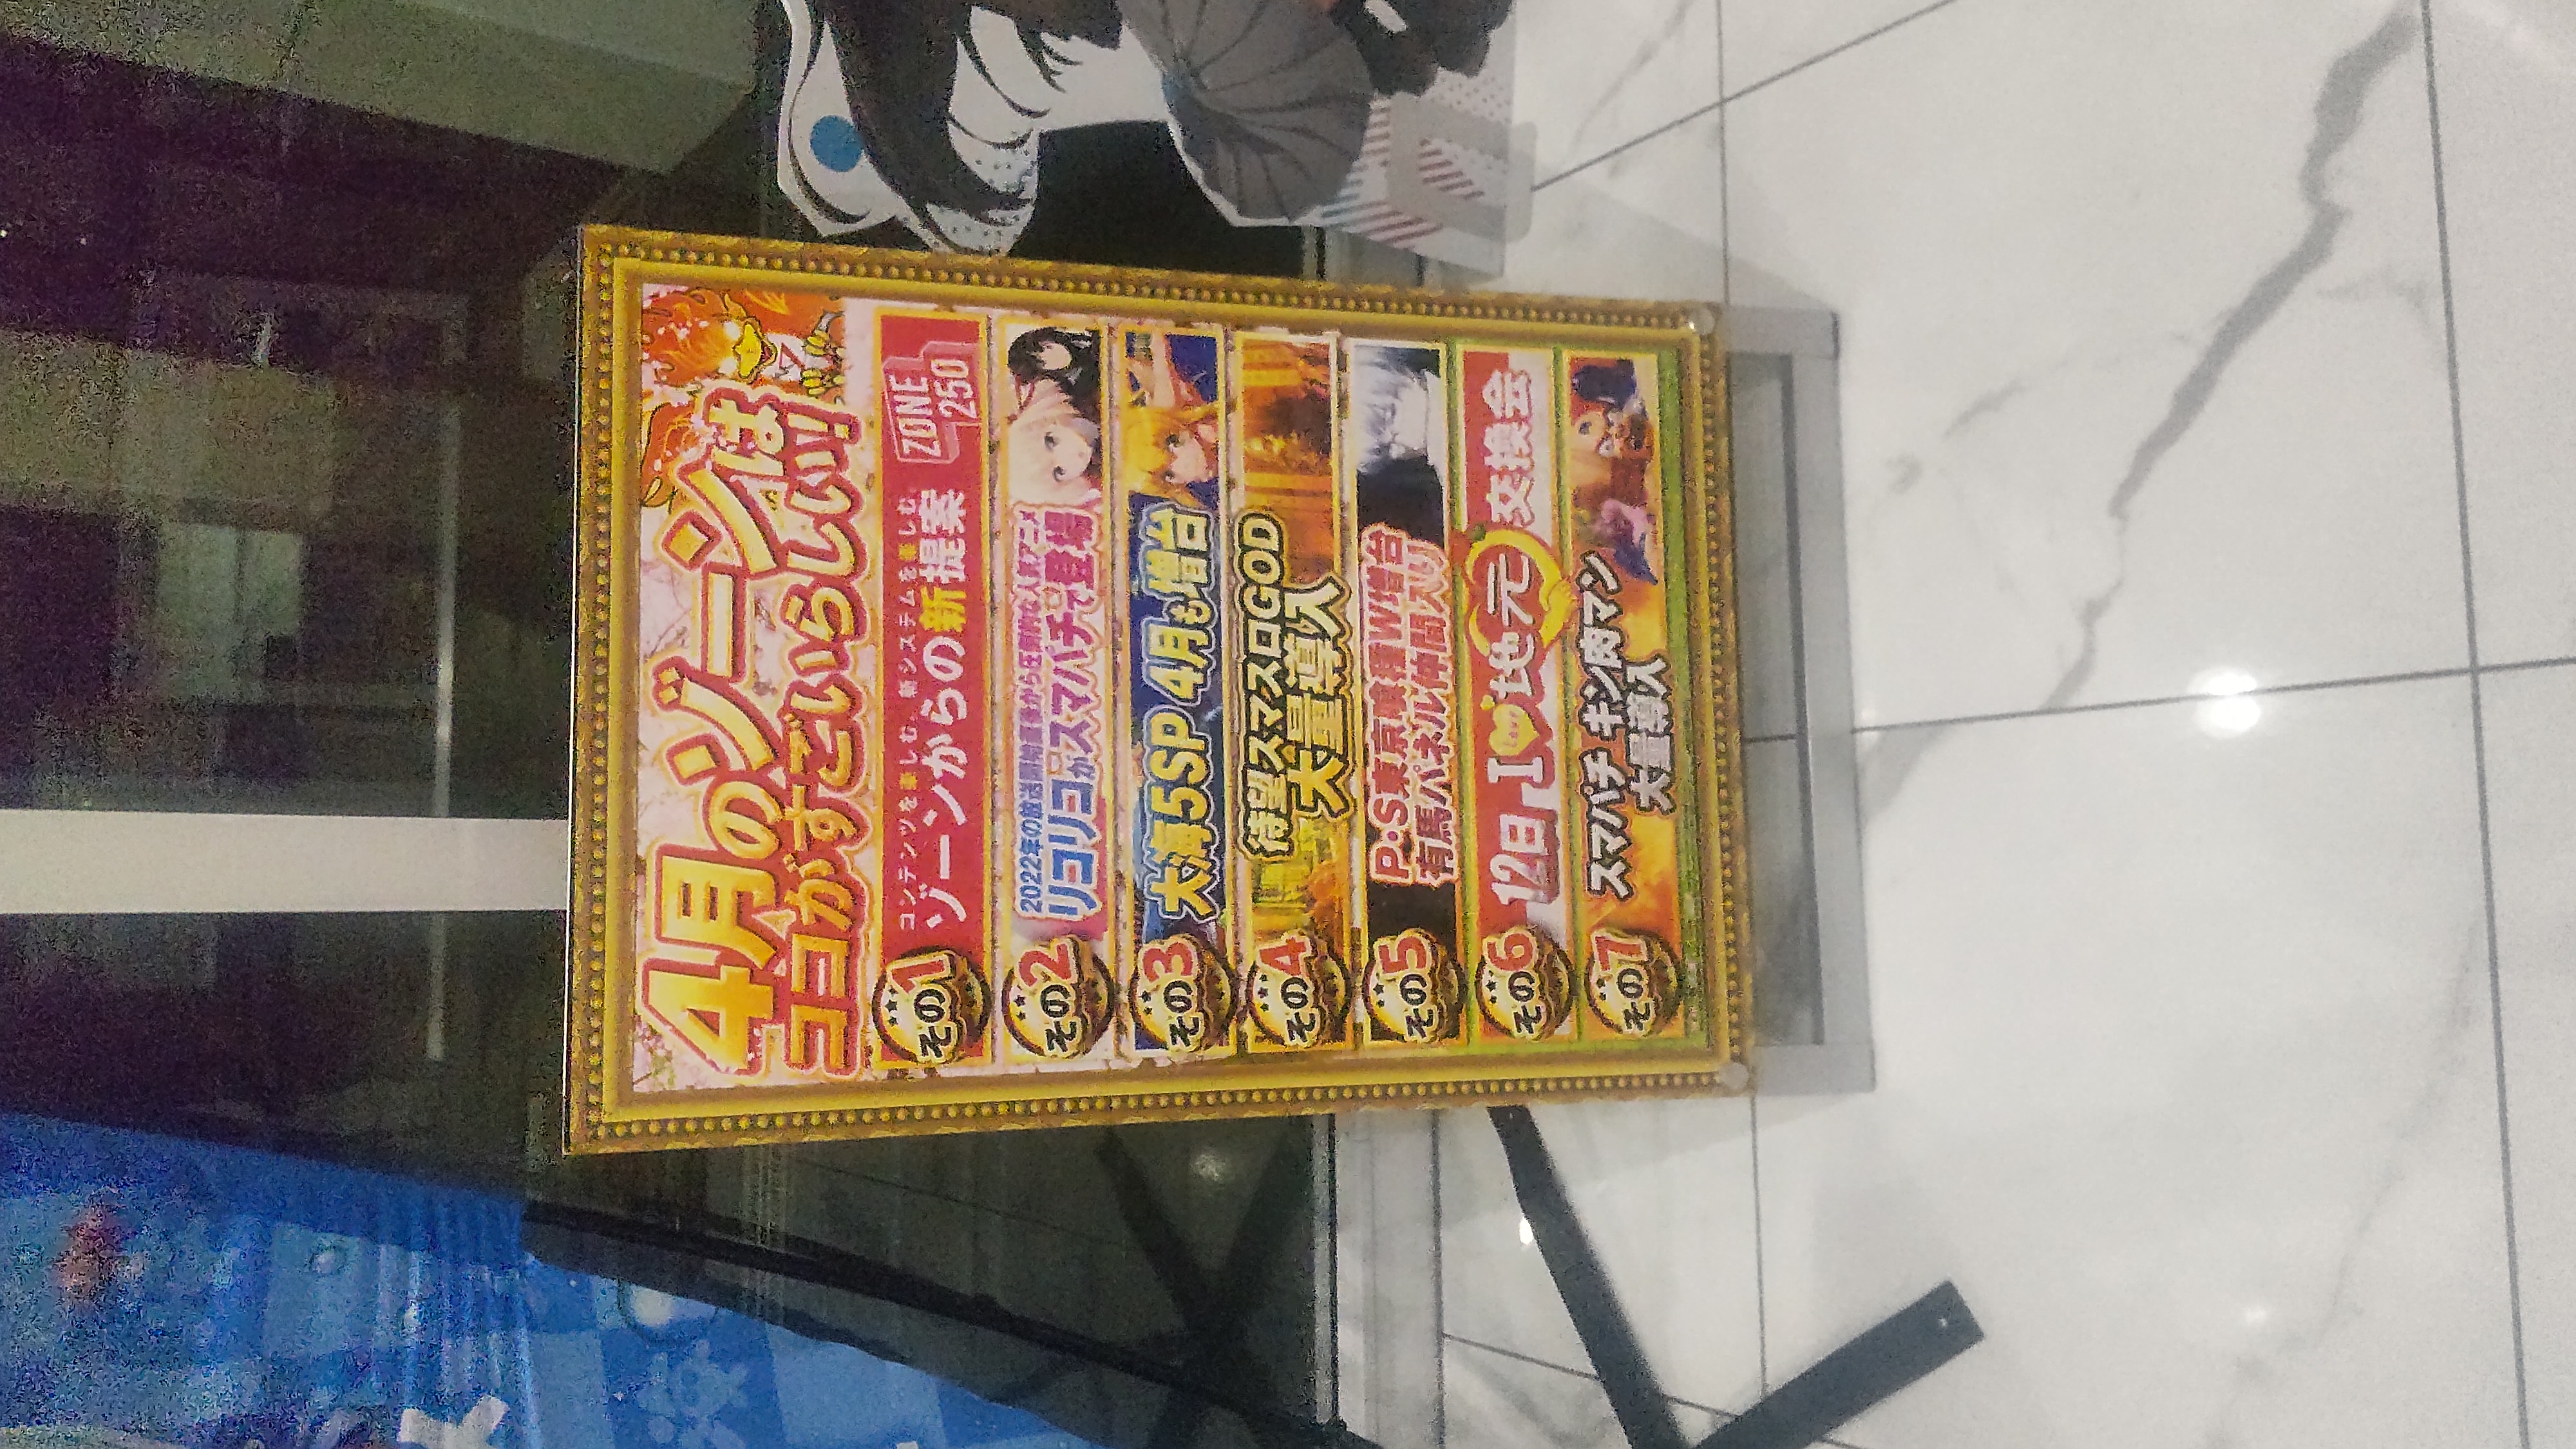 4月のゾーンは
ココがすごいらしい!
その1
コンテンツを楽しむ、新システムを楽しむ
ゾーンからの新提案
ZONE
250
その2
2022年の放送開始直後から圧倒的な人気アニメ
リコリコがスマパチで登場
その3
大海5SP 4月も増台
その4
待望スマスロGOD
大量導入
その5
P・S東京喰種W増台
有馬パネル仲間入り
その6
12日 I love 地元 交換会
その7
スマパチ キン肉マン
大量導入